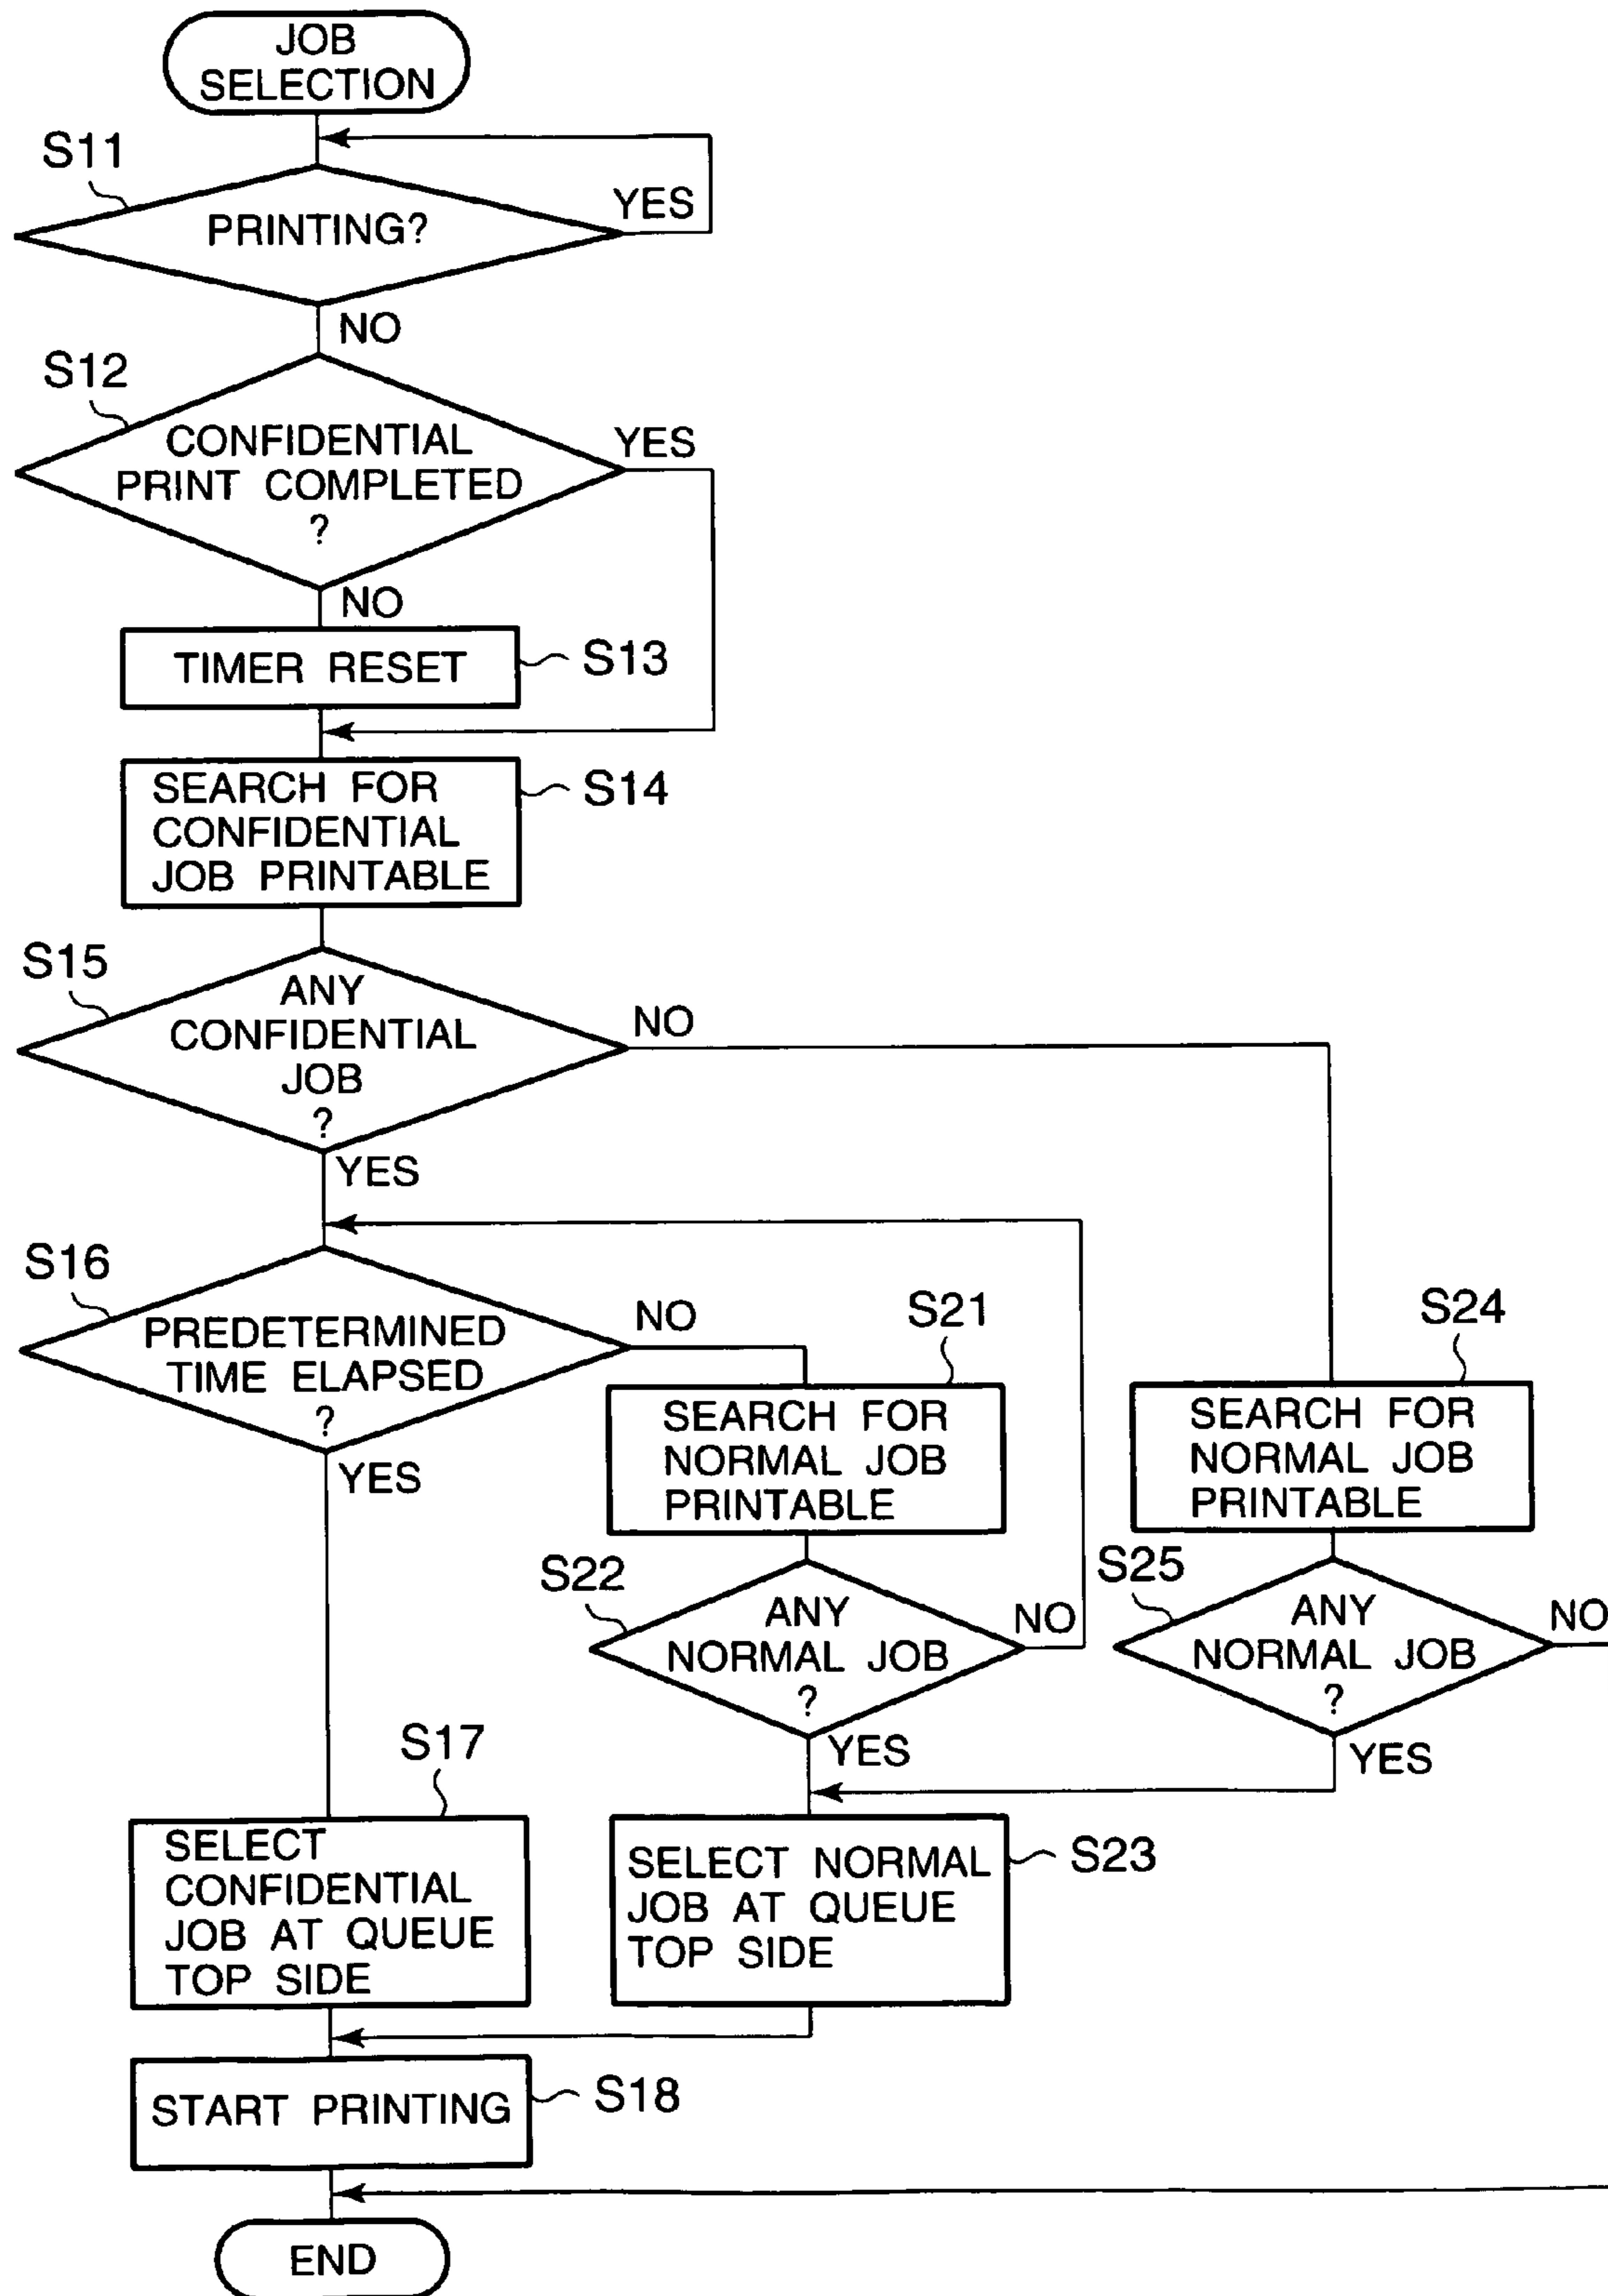 JOB
SELECTION
S11
PRINTING?
YES
NO
S12
CONFIDENTIAL
PRINT COMPLETED
?
YES
NO
TIMER RESET
S13
SEARCH FOR
CONFIDENTIAL
JOB PRINTABLE
S14
S15
ANY
CONFIDENTIAL
JOB
?
NO
YES
S16
PREDETERMINED
TIME ELAPSED
?
NO
YES
S21
SEARCH FOR
NORMAL JOB
PRINTABLE
S24
SEARCH FOR
NORMAL JOB
PRINTABLE
S22
ANY
NORMAL JOB
?
NO
YES
S25
ANY
NORMAL JOB
?
NO
YES
S17
SELECT
CONFIDENTIAL
JOB AT QUEUE
TOP SIDE
SELECT NORMAL
JOB AT QUEUE
TOP SIDE
S23
START PRINTING
S18
END